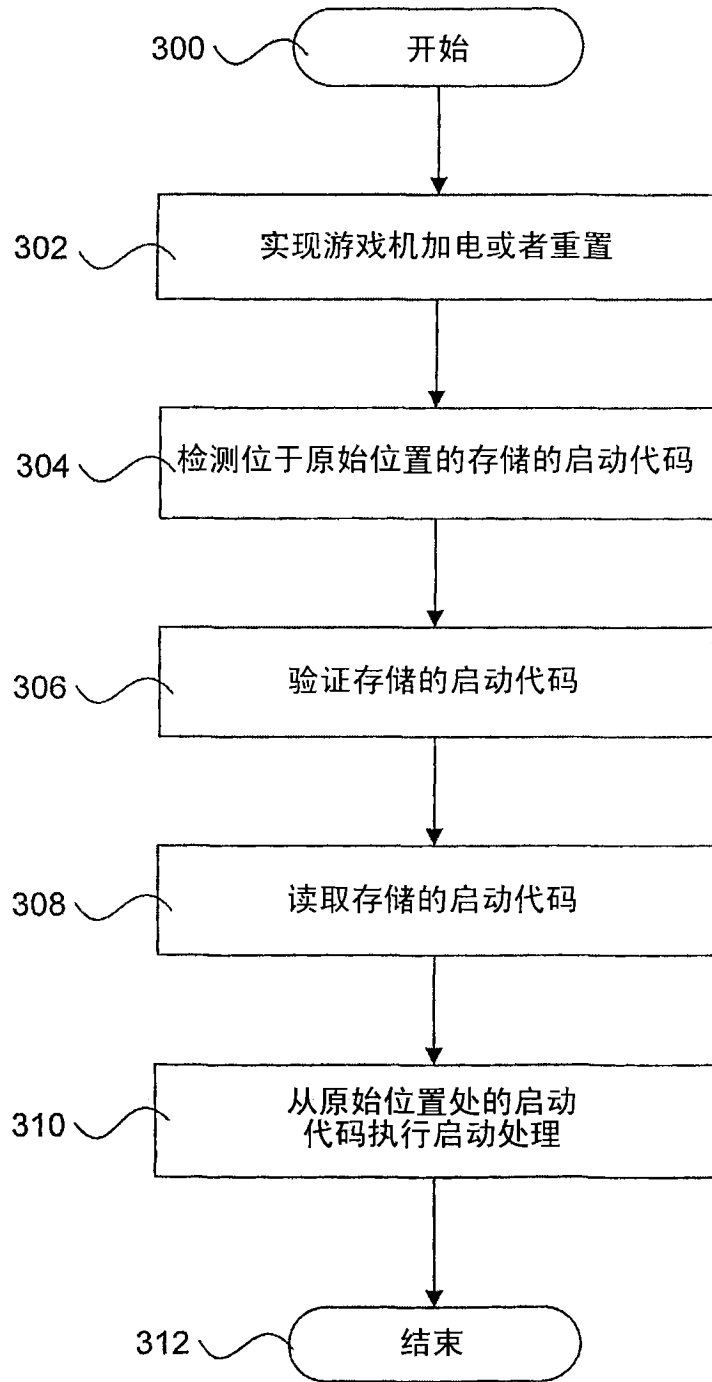 300
开始
302
实现游戏机加电或者重置
304
检测位于原始位置的存储的启动代码
306
验证存储的启动代码
308
读取存储的启动代码
310
从原始位置处的启动
代码执行启动处理
312
结束